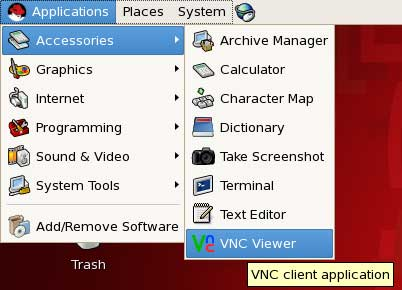 Applications Places System
Accessories
Graphics
Internet
Programming
Sound & Video
System Tools
Add/Remove Software
Archive Manager
Calculator
Character Map
Dictionary
Take Screenshot
Terminal
Text Editor
VNC Viewer
VNC client application
Trash